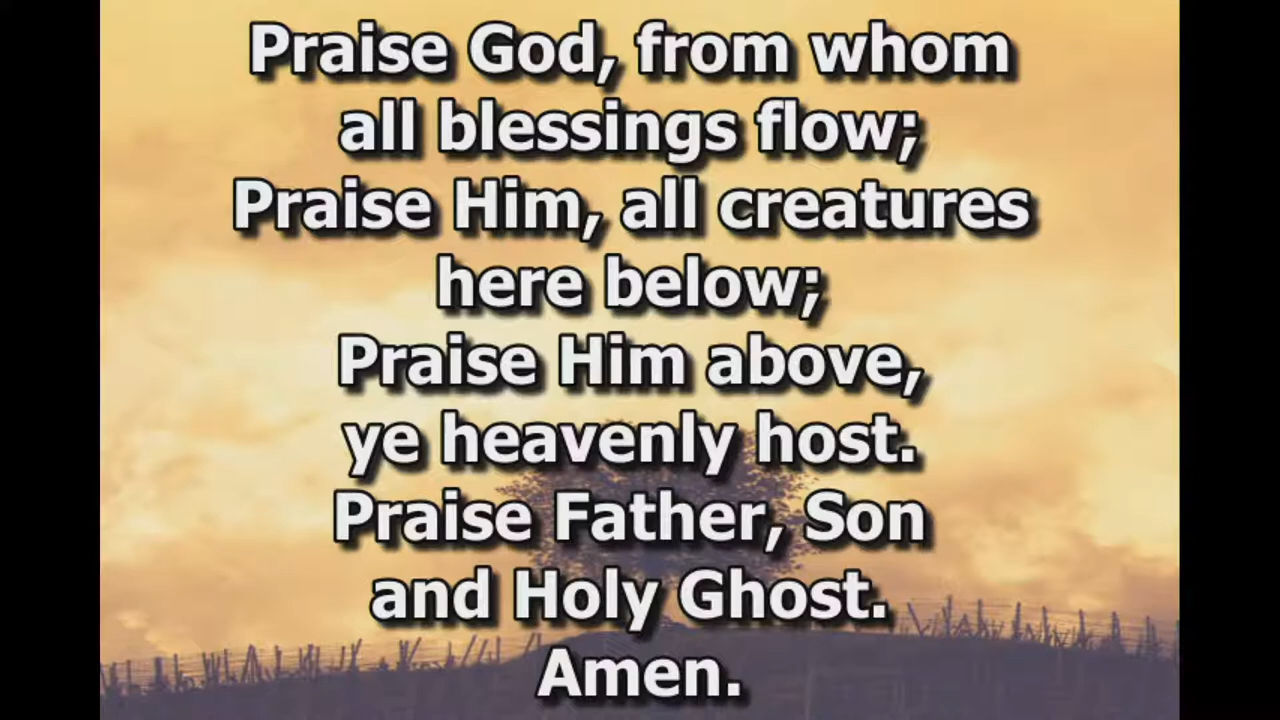 Praise God, from whom
all blessings flow;
Praise Him, all creatures
here below;
Praise Him above,
ye heavenly host.
Praise Father, Son
and Holy Ghost.
Amen.